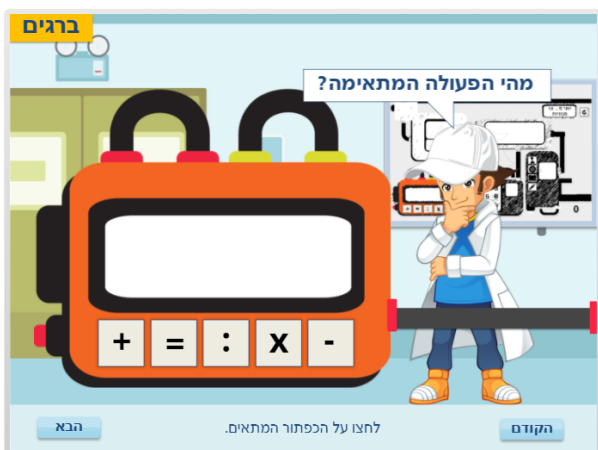 ברגים
מהי הפעולה המתאימה?
+ = : x -
הקודם
לחצו על הכפתור המתאים.
הבא